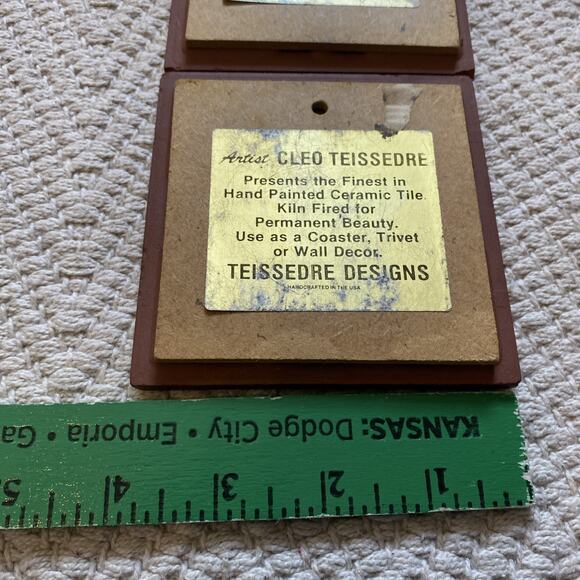 Artist CLEO TEISSEDRE
Presents the Finest in
Hand Painted Ceramic Tile.
Kiln Fired for
Permanent Beauty.
Use as a Coaster, Trivet
or Wall Decor.
TEISSEDRE DESIGNS
HANDCRAFTED IN THE USA
KANSAS: Dodge City • Emporia • Ga
1 2 3 4 5